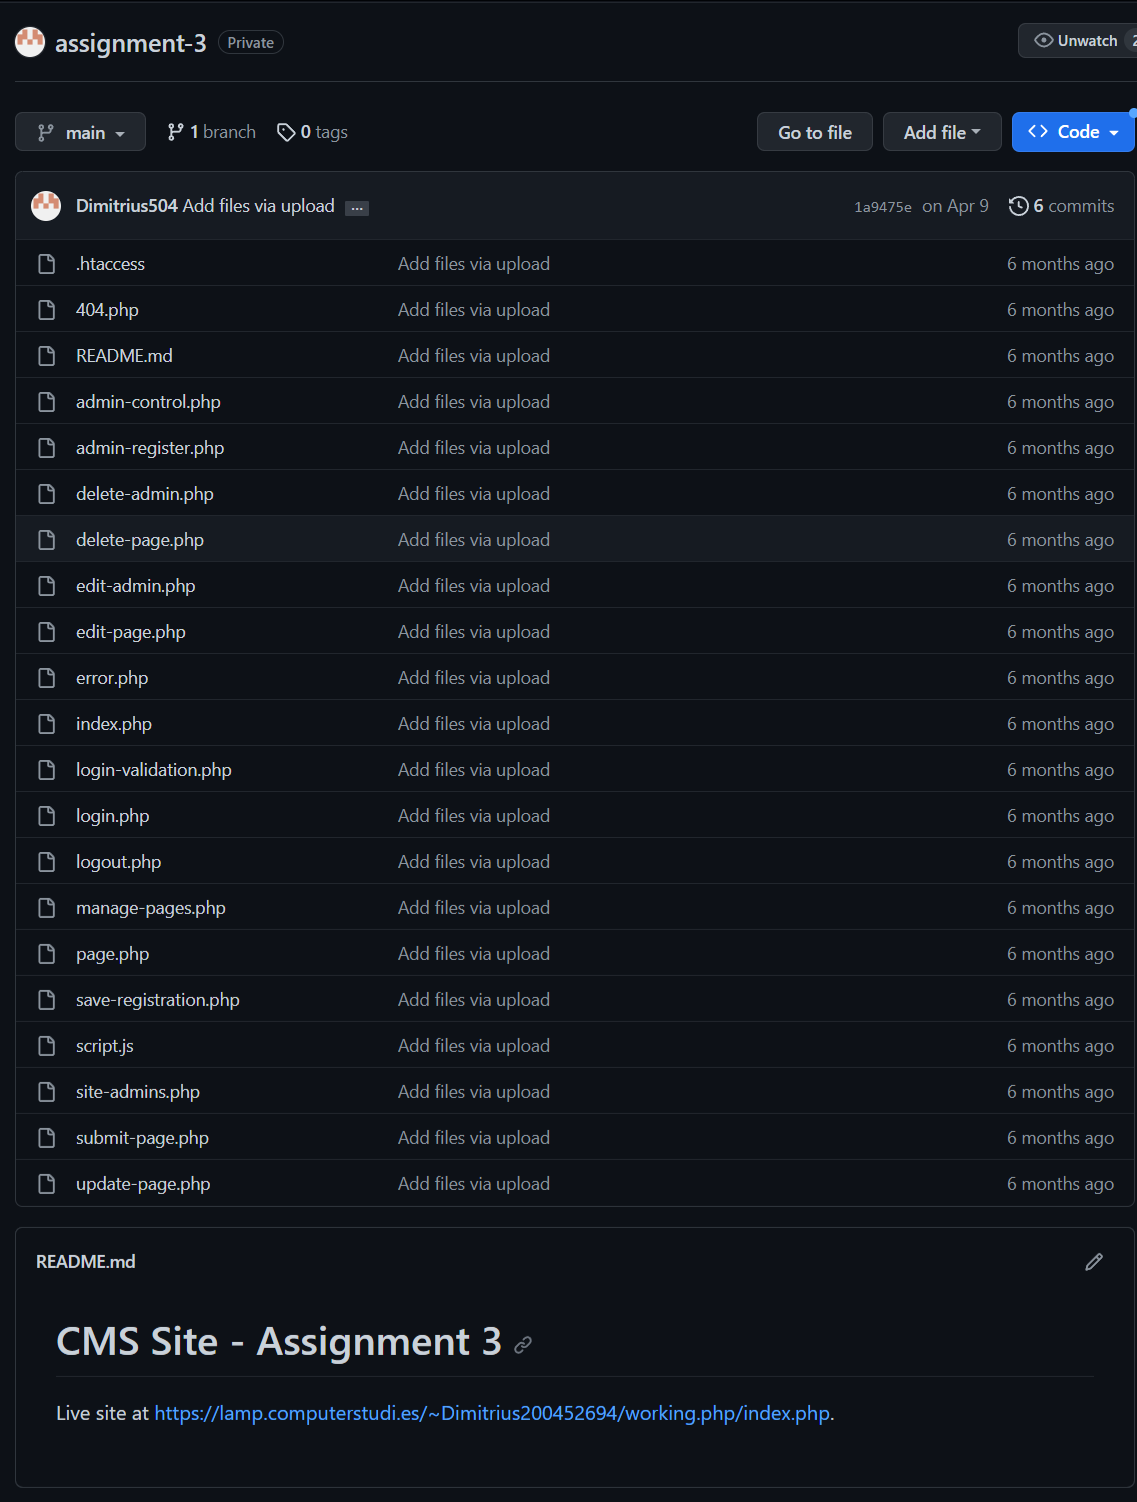 assignment-3 Private Unwatch 2
main 1 branch 0 tags Go to file Add file Code
Dimitrius504 Add files via upload ... 1a9475e on Apr 9 6 commits
.htaccess Add files via upload 6 months ago
404.php Add files via upload 6 months ago
README.md Add files via upload 6 months ago
admin-control.php Add files via upload 6 months ago
admin-register.php Add files via upload 6 months ago
delete-admin.php Add files via upload 6 months ago
delete-page.php Add files via upload 6 months ago
edit-admin.php Add files via upload 6 months ago
edit-page.php Add files via upload 6 months ago
error.php Add files via upload 6 months ago
index.php Add files via upload 6 months ago
login-validation.php Add files via upload 6 months ago
login.php Add files via upload 6 months ago
logout.php Add files via upload 6 months ago
manage-pages.php Add files via upload 6 months ago
page.php Add files via upload 6 months ago
save-registration.php Add files via upload 6 months ago
script.js Add files via upload 6 months ago
site-admins.php Add files via upload 6 months ago
submit-page.php Add files via upload 6 months ago
update-page.php Add files via upload 6 months ago
README.md
CMS Site - Assignment 3
Live site at https://lamp.computerstudi.es/~Dimitrius200452694/working.php/index.php.